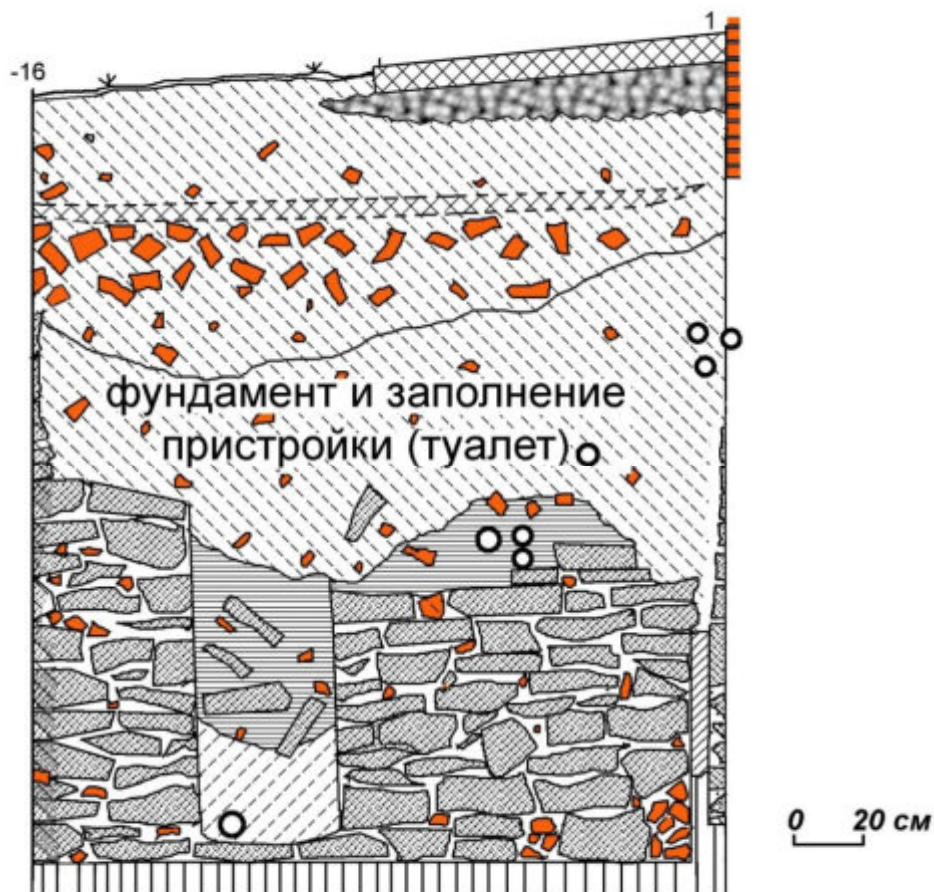 1
-16
фундамент и заполнение
пристройки (туалет)
0 20 см